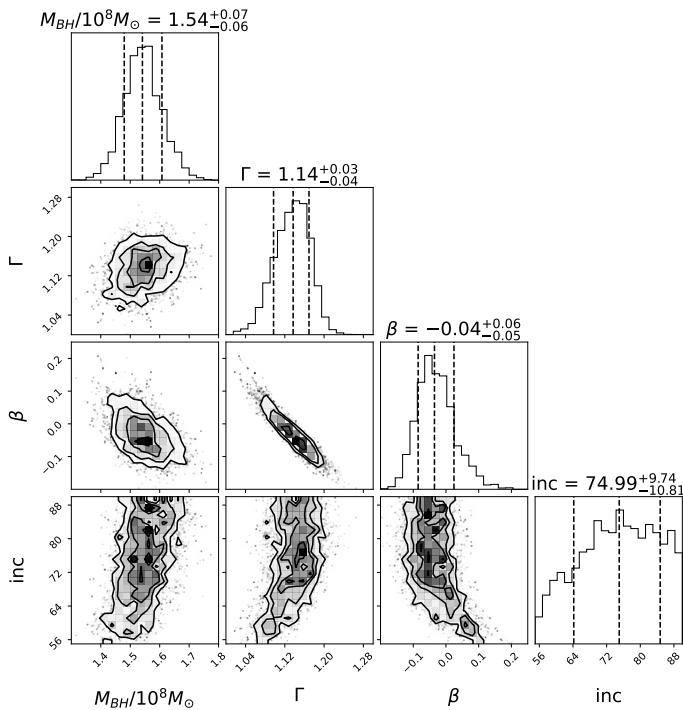 M_{BH}/10^8M_⊙ = 1.54^{+0.07}_{-0.06}
Γ = 1.14^{+0.03}_{-0.04}
1.28
1.20
Γ
1.12
1.04
β = −0.04^{+0.06}_{-0.05}
0.2
0.1
β
0.0
−0.1
inc = 74.99^{+9.74}_{-10.81}
88
80
inc
72
64
56
1.4 1.5 1.6 1.7 1.8 1.04 1.12 1.20 1.28 −0.1 0.0 0.1 0.2 56 64 72 80 88
M_{BH}/10^8M_⊙ Γ β inc